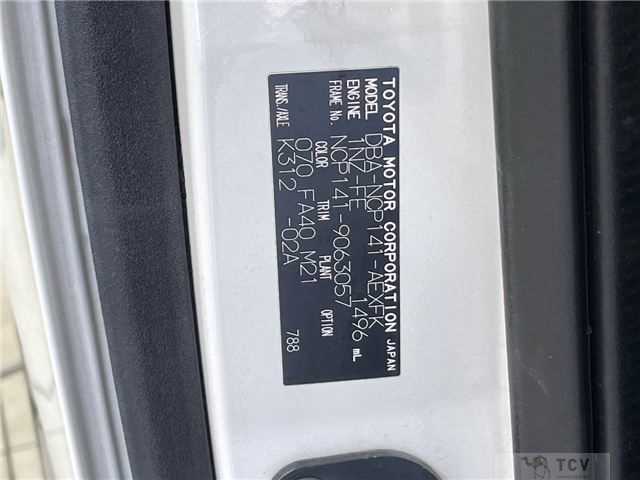 TOYOTA MOTOR CORPORATION JAPAN
MODEL DBA-NCP141-AEXFK
ENGINE 1NZ-FE 1496 mL
FRAME No. NCP141-9063057
COLOR TRIM PLANT OPTION
070 FA40 M21
TRANS./AXLE K312 -02A
788
TCV